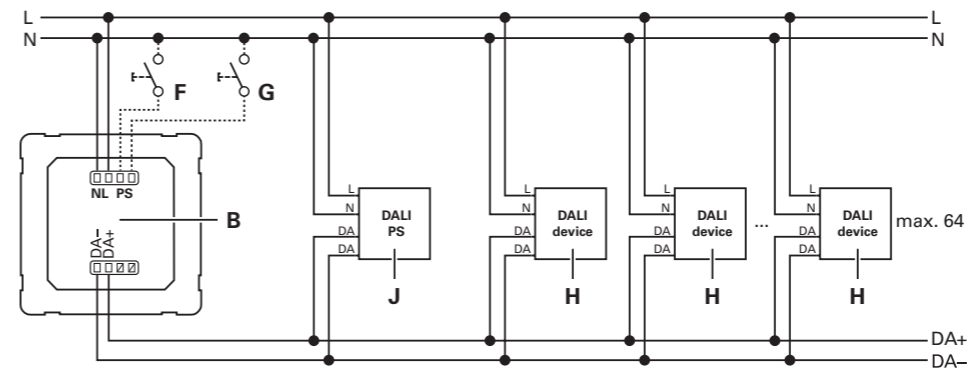 L L
N N
F G
NL PS
B
DA–
DA+
L
N
DA
DA
DALI
PS
J
L
N
DA
DA
DALI
device
H
L
N
DA
DA
DALI
device
H
...
L
N
DA
DA
DALI
device
H
max. 64
DA+
DA–